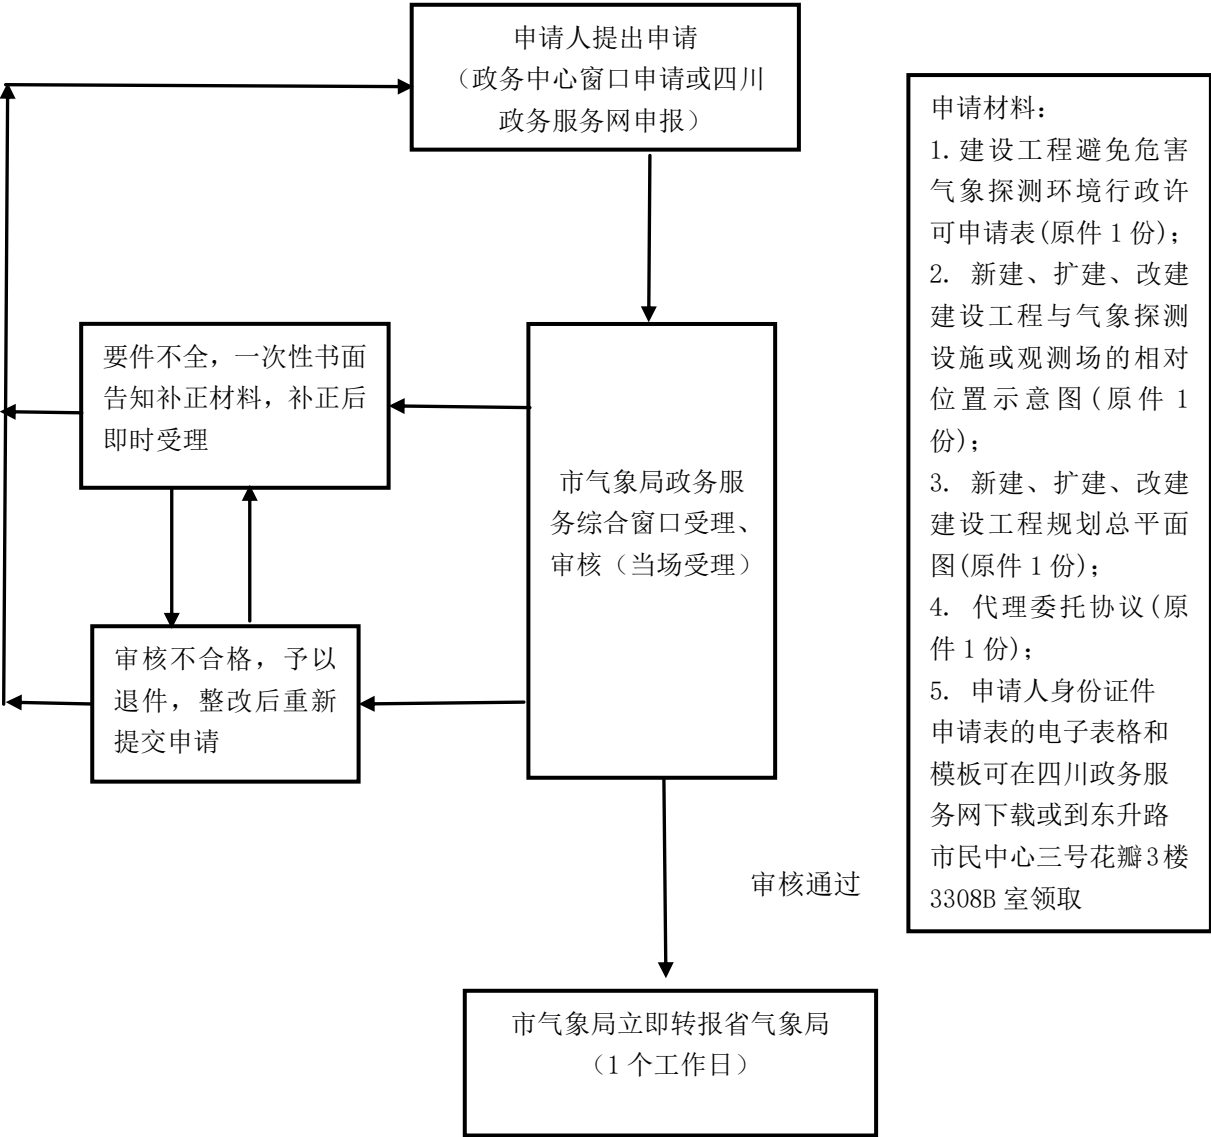 申请人提出申请
（政务中心窗口申请或四川
政务服务网申报）
申请材料：
1.建设工程避免危害
气象探测环境行政许
可申请表(原件1份)；
2. 新建、扩建、改建
建设工程与气象探测
设施或观测场的相对
位置示意图(原件1
份)；
3. 新建、扩建、改建
建设工程规划总平面
图(原件1份)；
4. 代理委托协议(原
件1份)；
5. 申请人身份证件
申请表的电子表格和
模板可在四川政务服
务网下载或到东升路
市民中心三号花瓣3楼
3308B室领取
要件不全，一次性书面
告知补正材料，补正后
即时受理
市气象局政务服
务综合窗口受理、
审核（当场受理）
审核不合格，予以
退件，整改后重新
提交申请
审核通过
市气象局立即转报省气象局
（1个工作日）